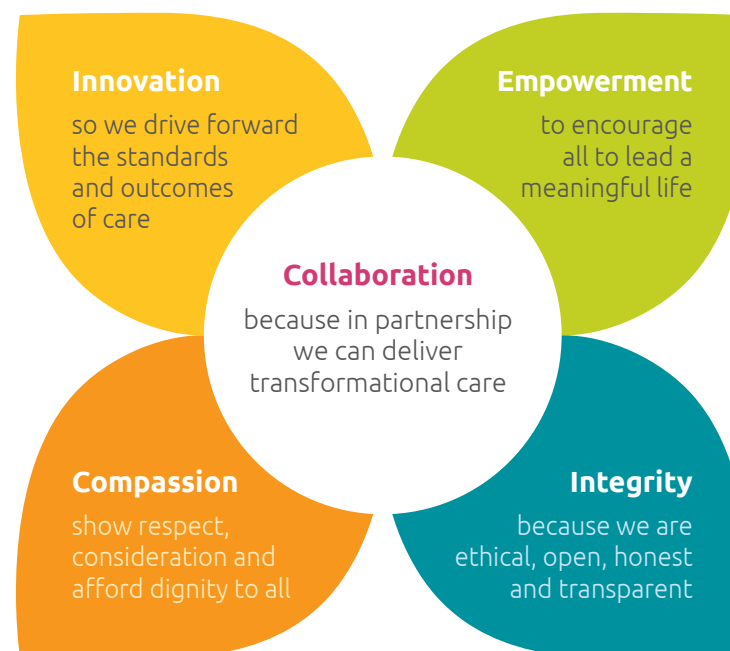 Innovation
so we drive forward
the standards
and outcomes
of care
Empowerment
to encourage
all to lead a
meaningful life
Collaboration
because in partnership
we can deliver
transformational care
Compassion
show respect,
consideration and
afford dignity to all
Integrity
because we are
ethical, open, honest
and transparent